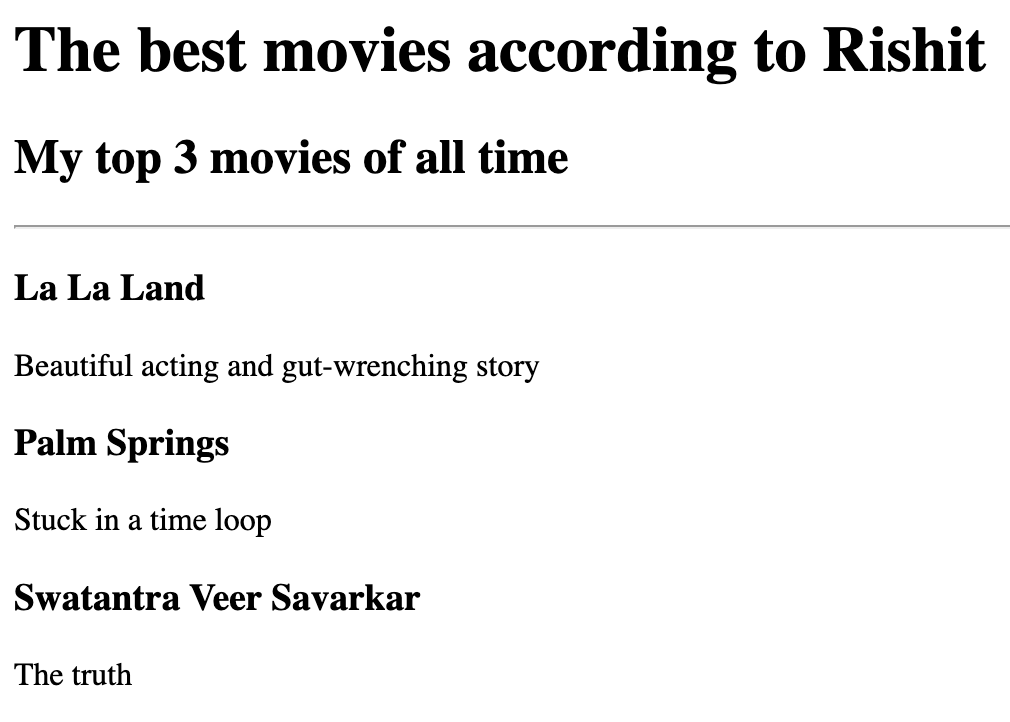 The best movies according to Rishit
My top 3 movies of all time
La La Land
Beautiful acting and gut-wrenching story
Palm Springs
Stuck in a time loop
Swatantra Veer Savarkar
The truth